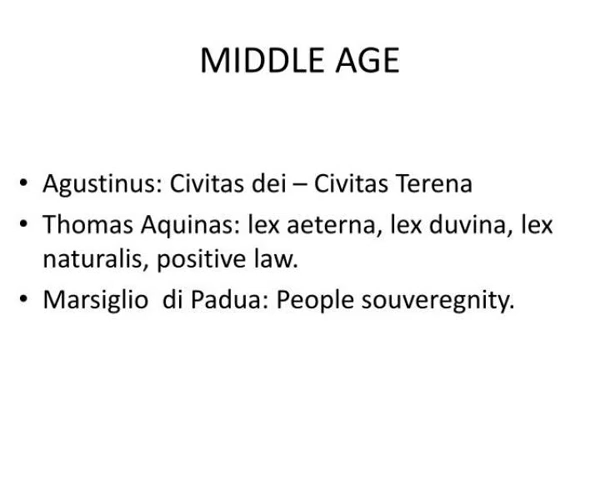 MIDDLE AGE
• Agustinus: Civitas dei – Civitas Terena
• Thomas Aquinas: lex aeterna, lex duvina, lex
naturalis, positive law.
• Marsiglio  di Padua: People souveregnity.